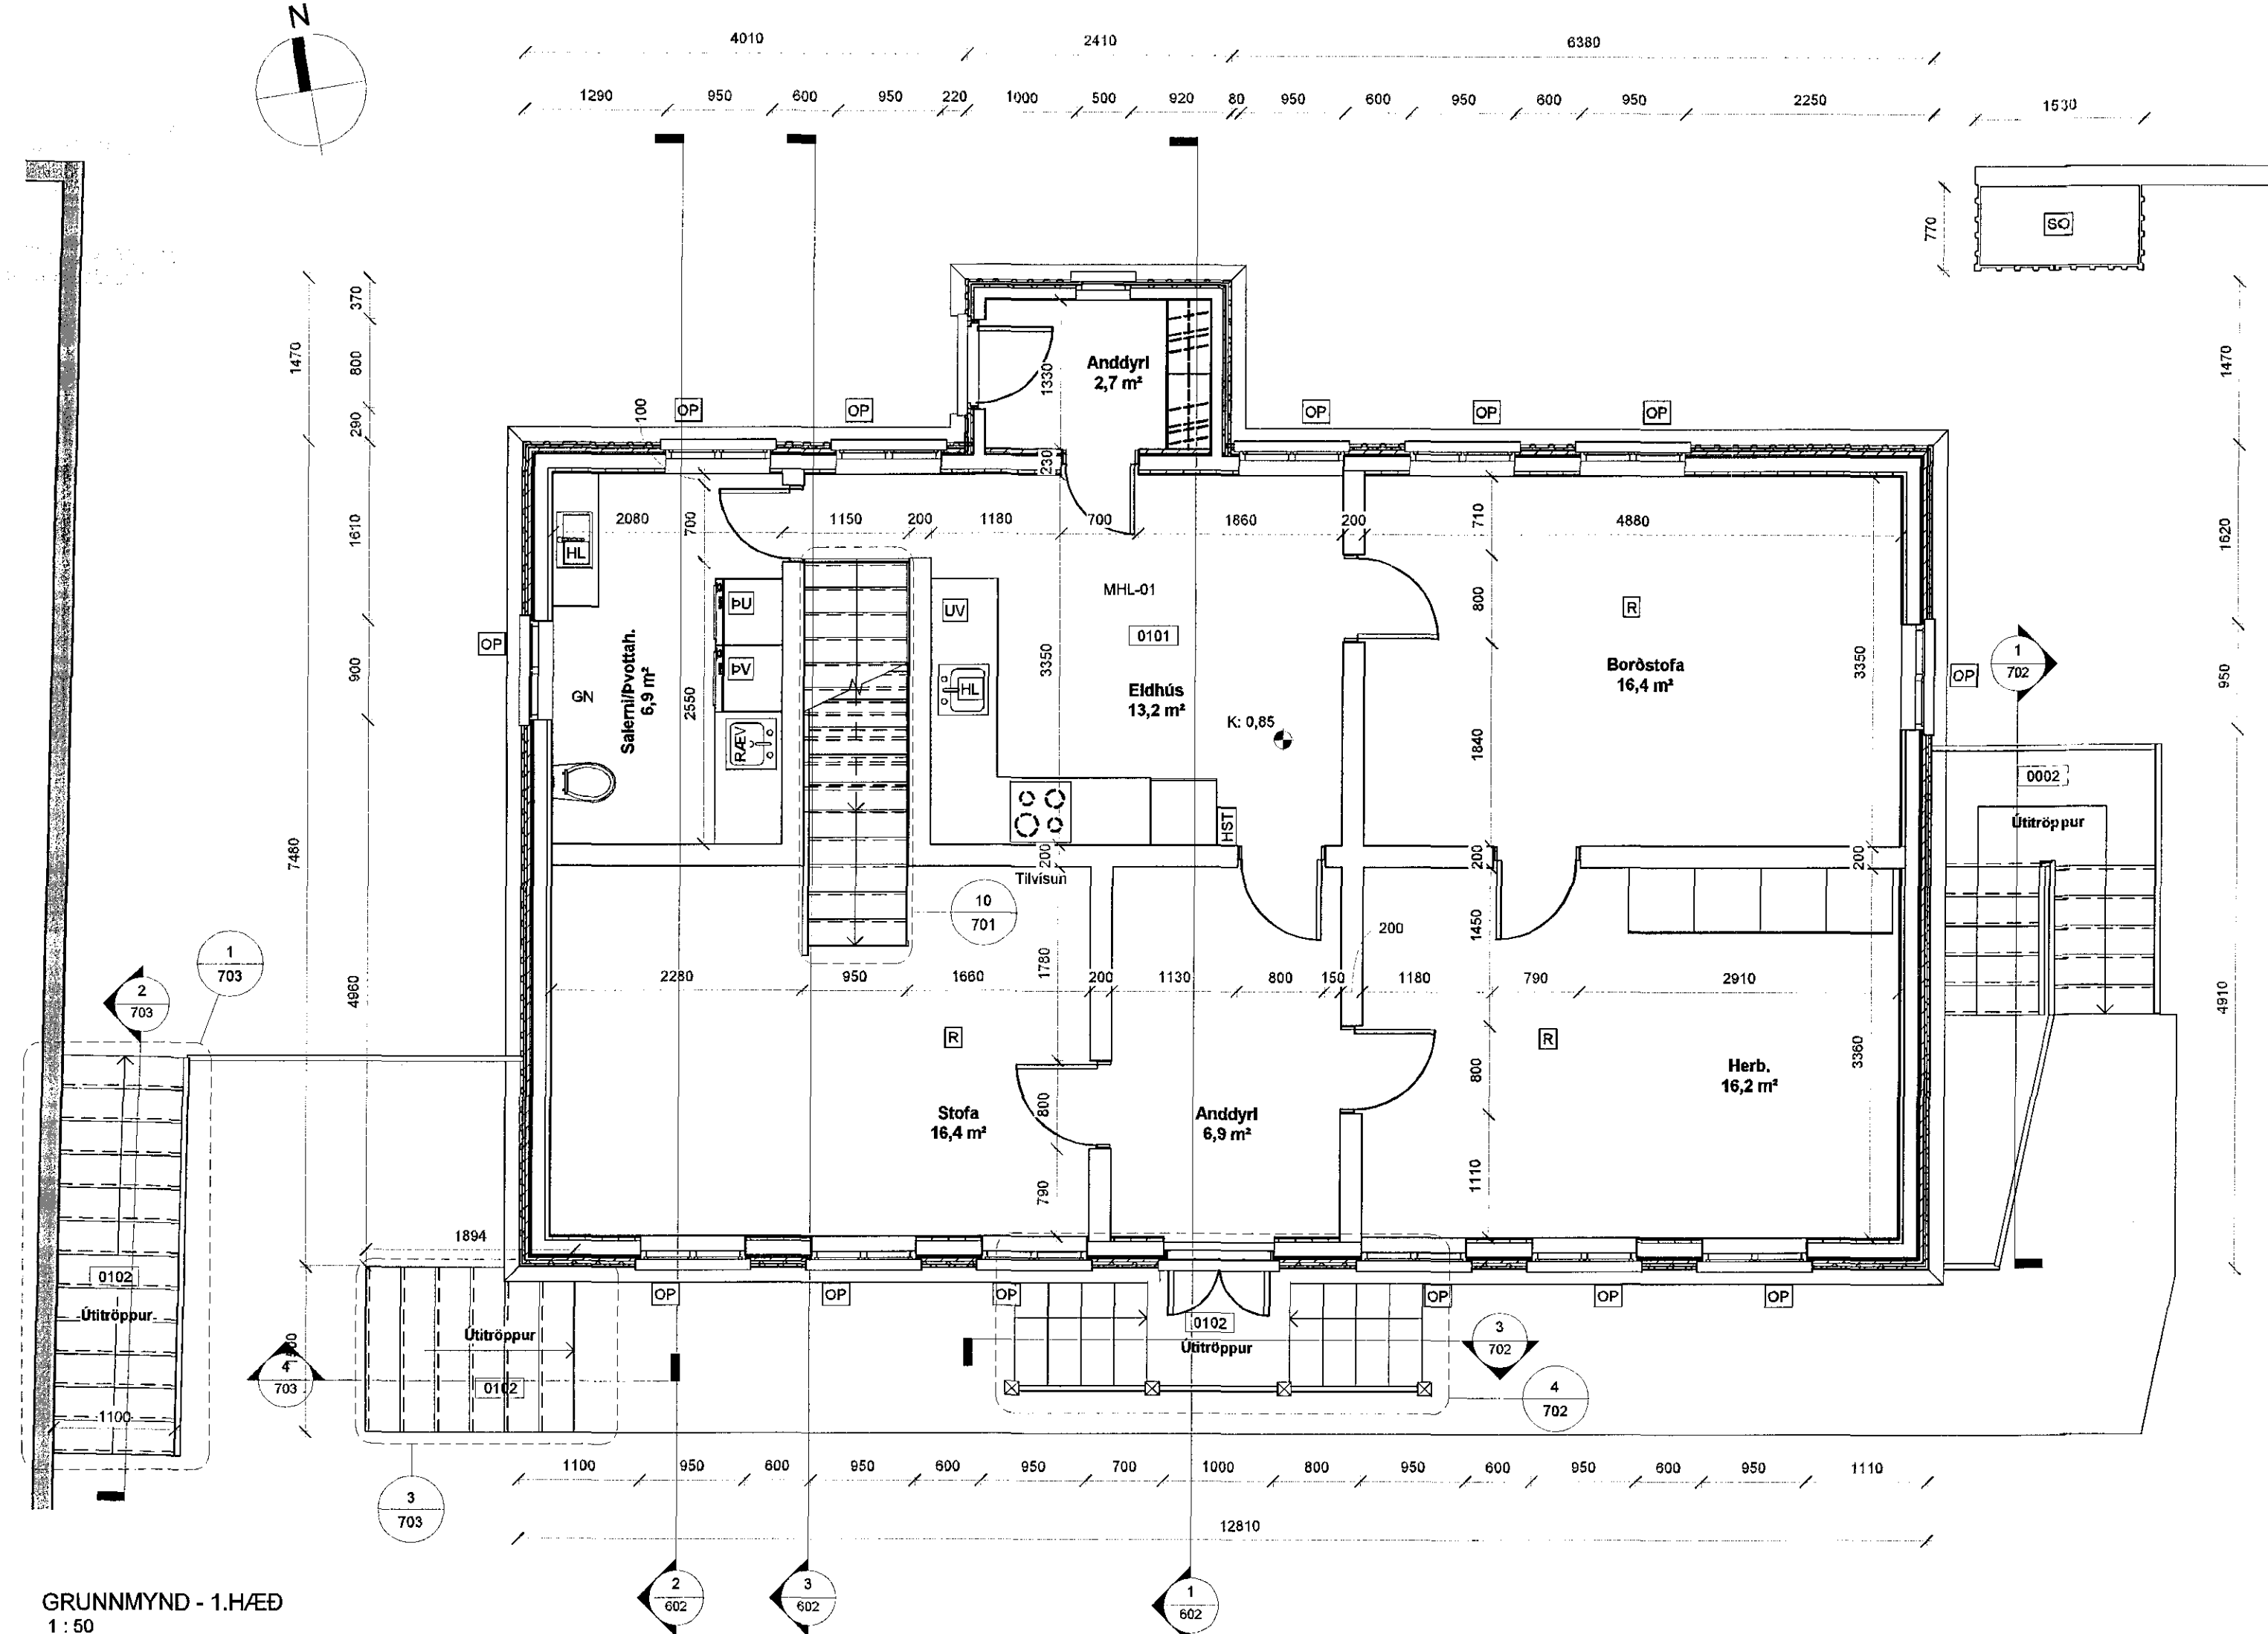 N
4010
2410
6380
1290
950
600
950
220
1000
500
920
80
950
600
950
600
950
2250
1530
770
SO
370
1470
800
290
1610
900
7480
4960
1470
1620
950
4910
100
OP
OP
OP
OP
OP
Anddyri
2,7 m²
1330
230
2080
700
1150
200
1180
700
1860
200
710
4880
HL
ÞU
UV
MHL-01
0101
800
R
OP
GN
Salerni/Þvottah.
6,9 m²
2550
ÞV
RÆV
HL
3350
Eldhús
13,2 m²
K: 0,85
1840
Borðstofa
16,4 m²
3350
OP
1
702
0002
Útitröppur
HST
200
Tilvísun
200
200
10
701
1450
200
1
703
2
703
2280
950
1660
1780
200
1130
800
150
1180
790
2910
R
R
800
3360
Herb.
16,2 m²
Stofa
16,4 m²
800
Anddyri
6,9 m²
790
1110
1894
0102
Útitröppur
1500
4
703
Útitröppur
0102
1100
OP
OP
OP
0102
Útitröppur
OP
OP
OP
3
702
4
702
1100
950
600
950
600
950
700
1000
800
950
600
950
600
950
1110
3
703
12810
2
602
3
602
1
602
GRUNNMYND - 1.HÆÐ
1 : 50